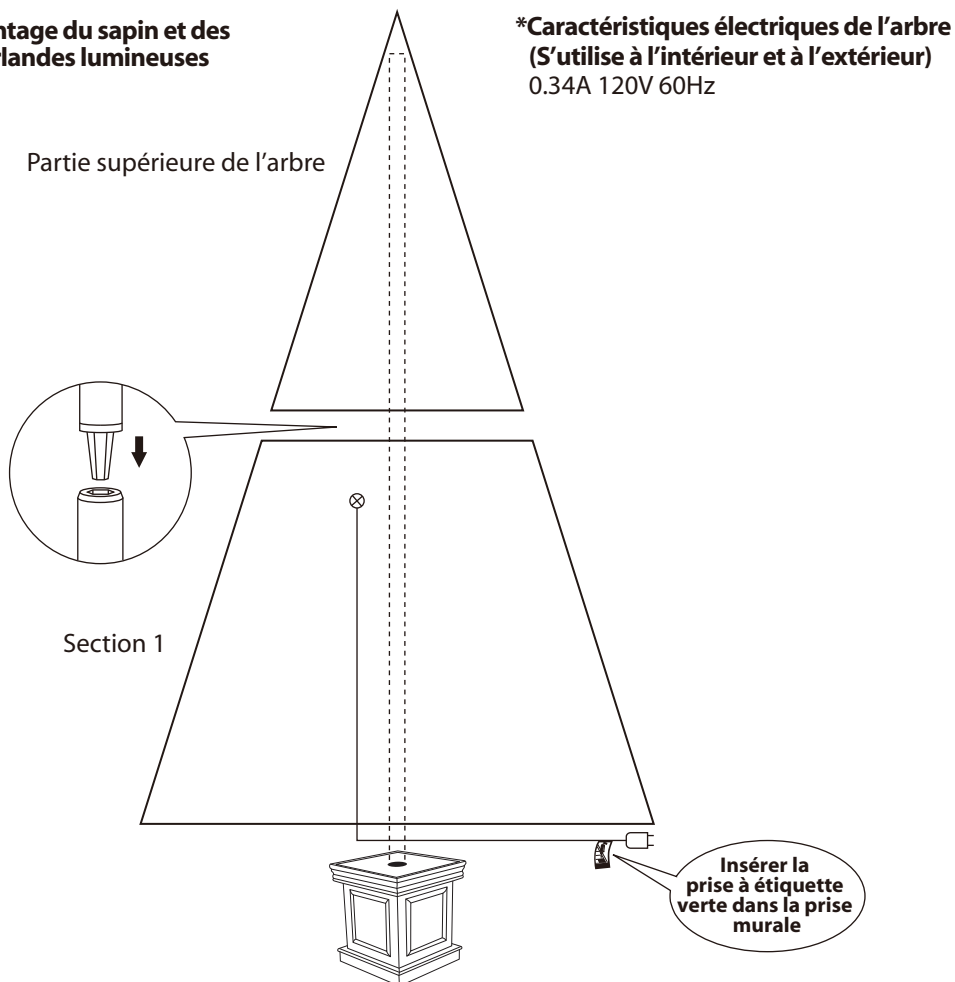 ntage du sapin et des
rlandes lumineuses
*Caractéristiques électriques de l’arbre
(S’utilise à l’intérieur et à l’extérieur)
0.34A 120V 60Hz
Partie supérieure de l’arbre
Section 1
Insérer la
prise à étiquette
verte dans la prise
murale